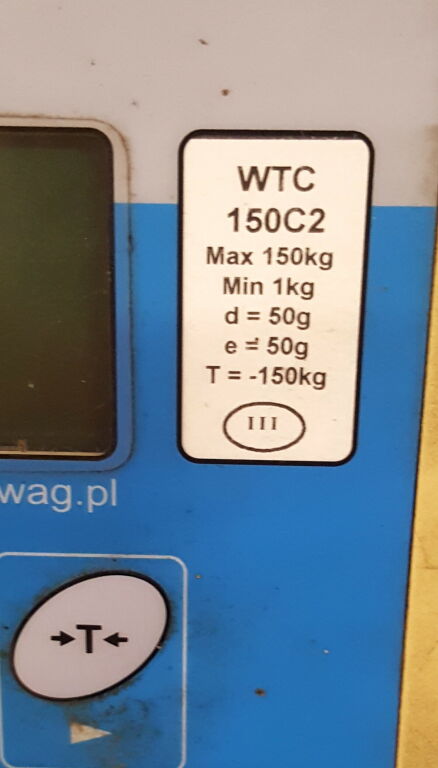 WTC
150C2
Max 150kg
Min 1kg
d = 50g
e = 50g
T = -150kg
III
wag.pl
→T←